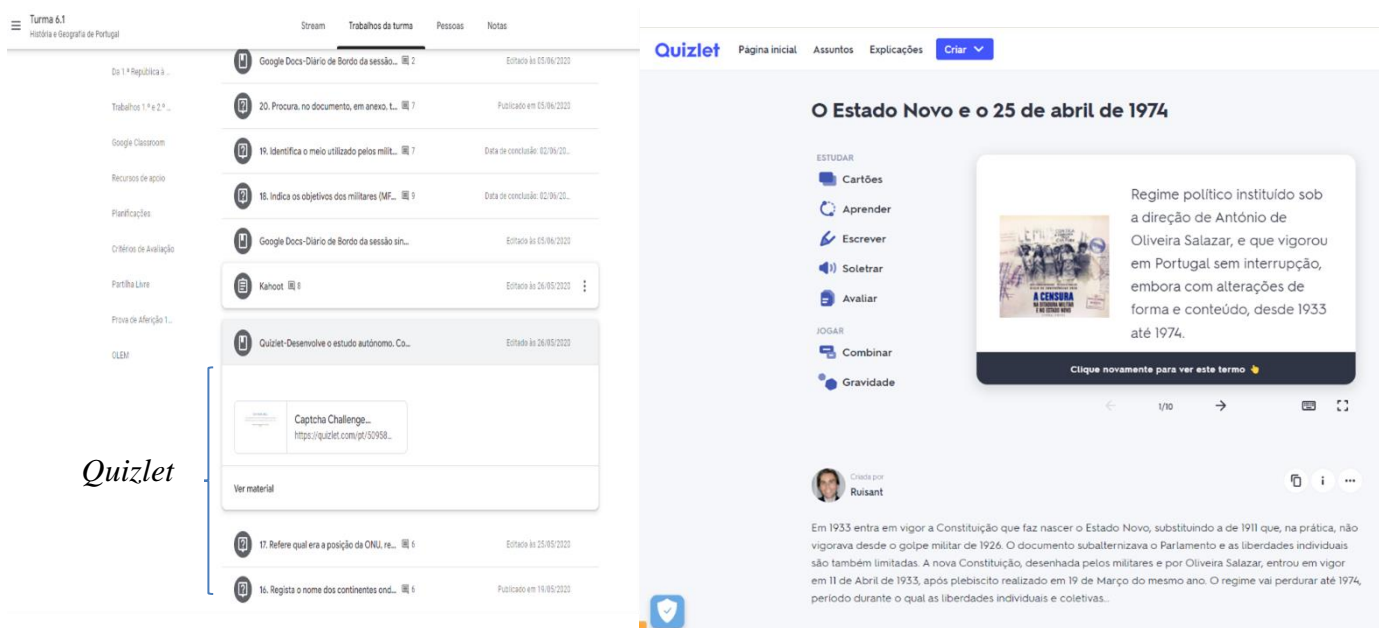 Turma 6.1
História e Geografia de Portugal
Stream Trabalhos da turma Pessoas Notas
Da 1.ª República à ...
Trabalhos 1.º e 2.º ...
Google Classroom
Recursos de apoio
Planificações
Critérios de Avaliação
Partilha Livre
Prova de Aferição 1...
OLEM
Google Docs-Diário de Bordo da sessão... 2 Editado às 05/06/2020
20. Procura, no documento, em anexo, t... 7 Publicado em 05/06/2020
19. Identifica o meio utilizado pelos milit... 7 Data de conclusão: 02/06/20...
18. Indica os objetivos dos militares (MF... 9 Data de conclusão: 02/06/20...
Google Docs-Diário de Bordo da sessão sin... Editado às 05/06/2020
Kahoot 8 Editado às 26/05/2020
Quizlet-Desenvolve o estudo autónomo. Co... Editado às 26/05/2020
Captcha Challenge...
https://quizlet.com/pt/50958...
Ver material
17. Refere qual era a posição da ONU, re... 6 Editado às 25/05/2020
16. Regista o nome dos continentes ond... 6 Publicado em 19/05/2020
Quizlet
Quizlet Página inicial Assuntos Explicações Criar
O Estado Novo e o 25 de abril de 1974
ESTUDAR
Cartões
Aprender
Escrever
Soletrar
Avaliar
JOGAR
Combinar
Gravidade
A CENSURA
Regime político instituído sob
a direção de António de
Oliveira Salazar, e que vigorou
em Portugal sem interrupção,
embora com alterações de
forma e conteúdo, desde 1933
até 1974.
Clique novamente para ver este termo 👆
1/10
Criada por
Ruisant
Em 1933 entra em vigor a Constituição que faz nascer o Estado Novo, substituindo a de 1911 que, na prática, não
vigorava desde o golpe militar de 1926. O documento subalternizava o Parlamento e as liberdades individuais
são também limitadas. A nova Constituição, desenhada pelos militares e por Oliveira Salazar, entrou em vigor
em 11 de Abril de 1933, após plebiscito realizado em 19 de Março do mesmo ano. O regime vai perdurar até 1974,
período durante o qual as liberdades individuais e coletivas...